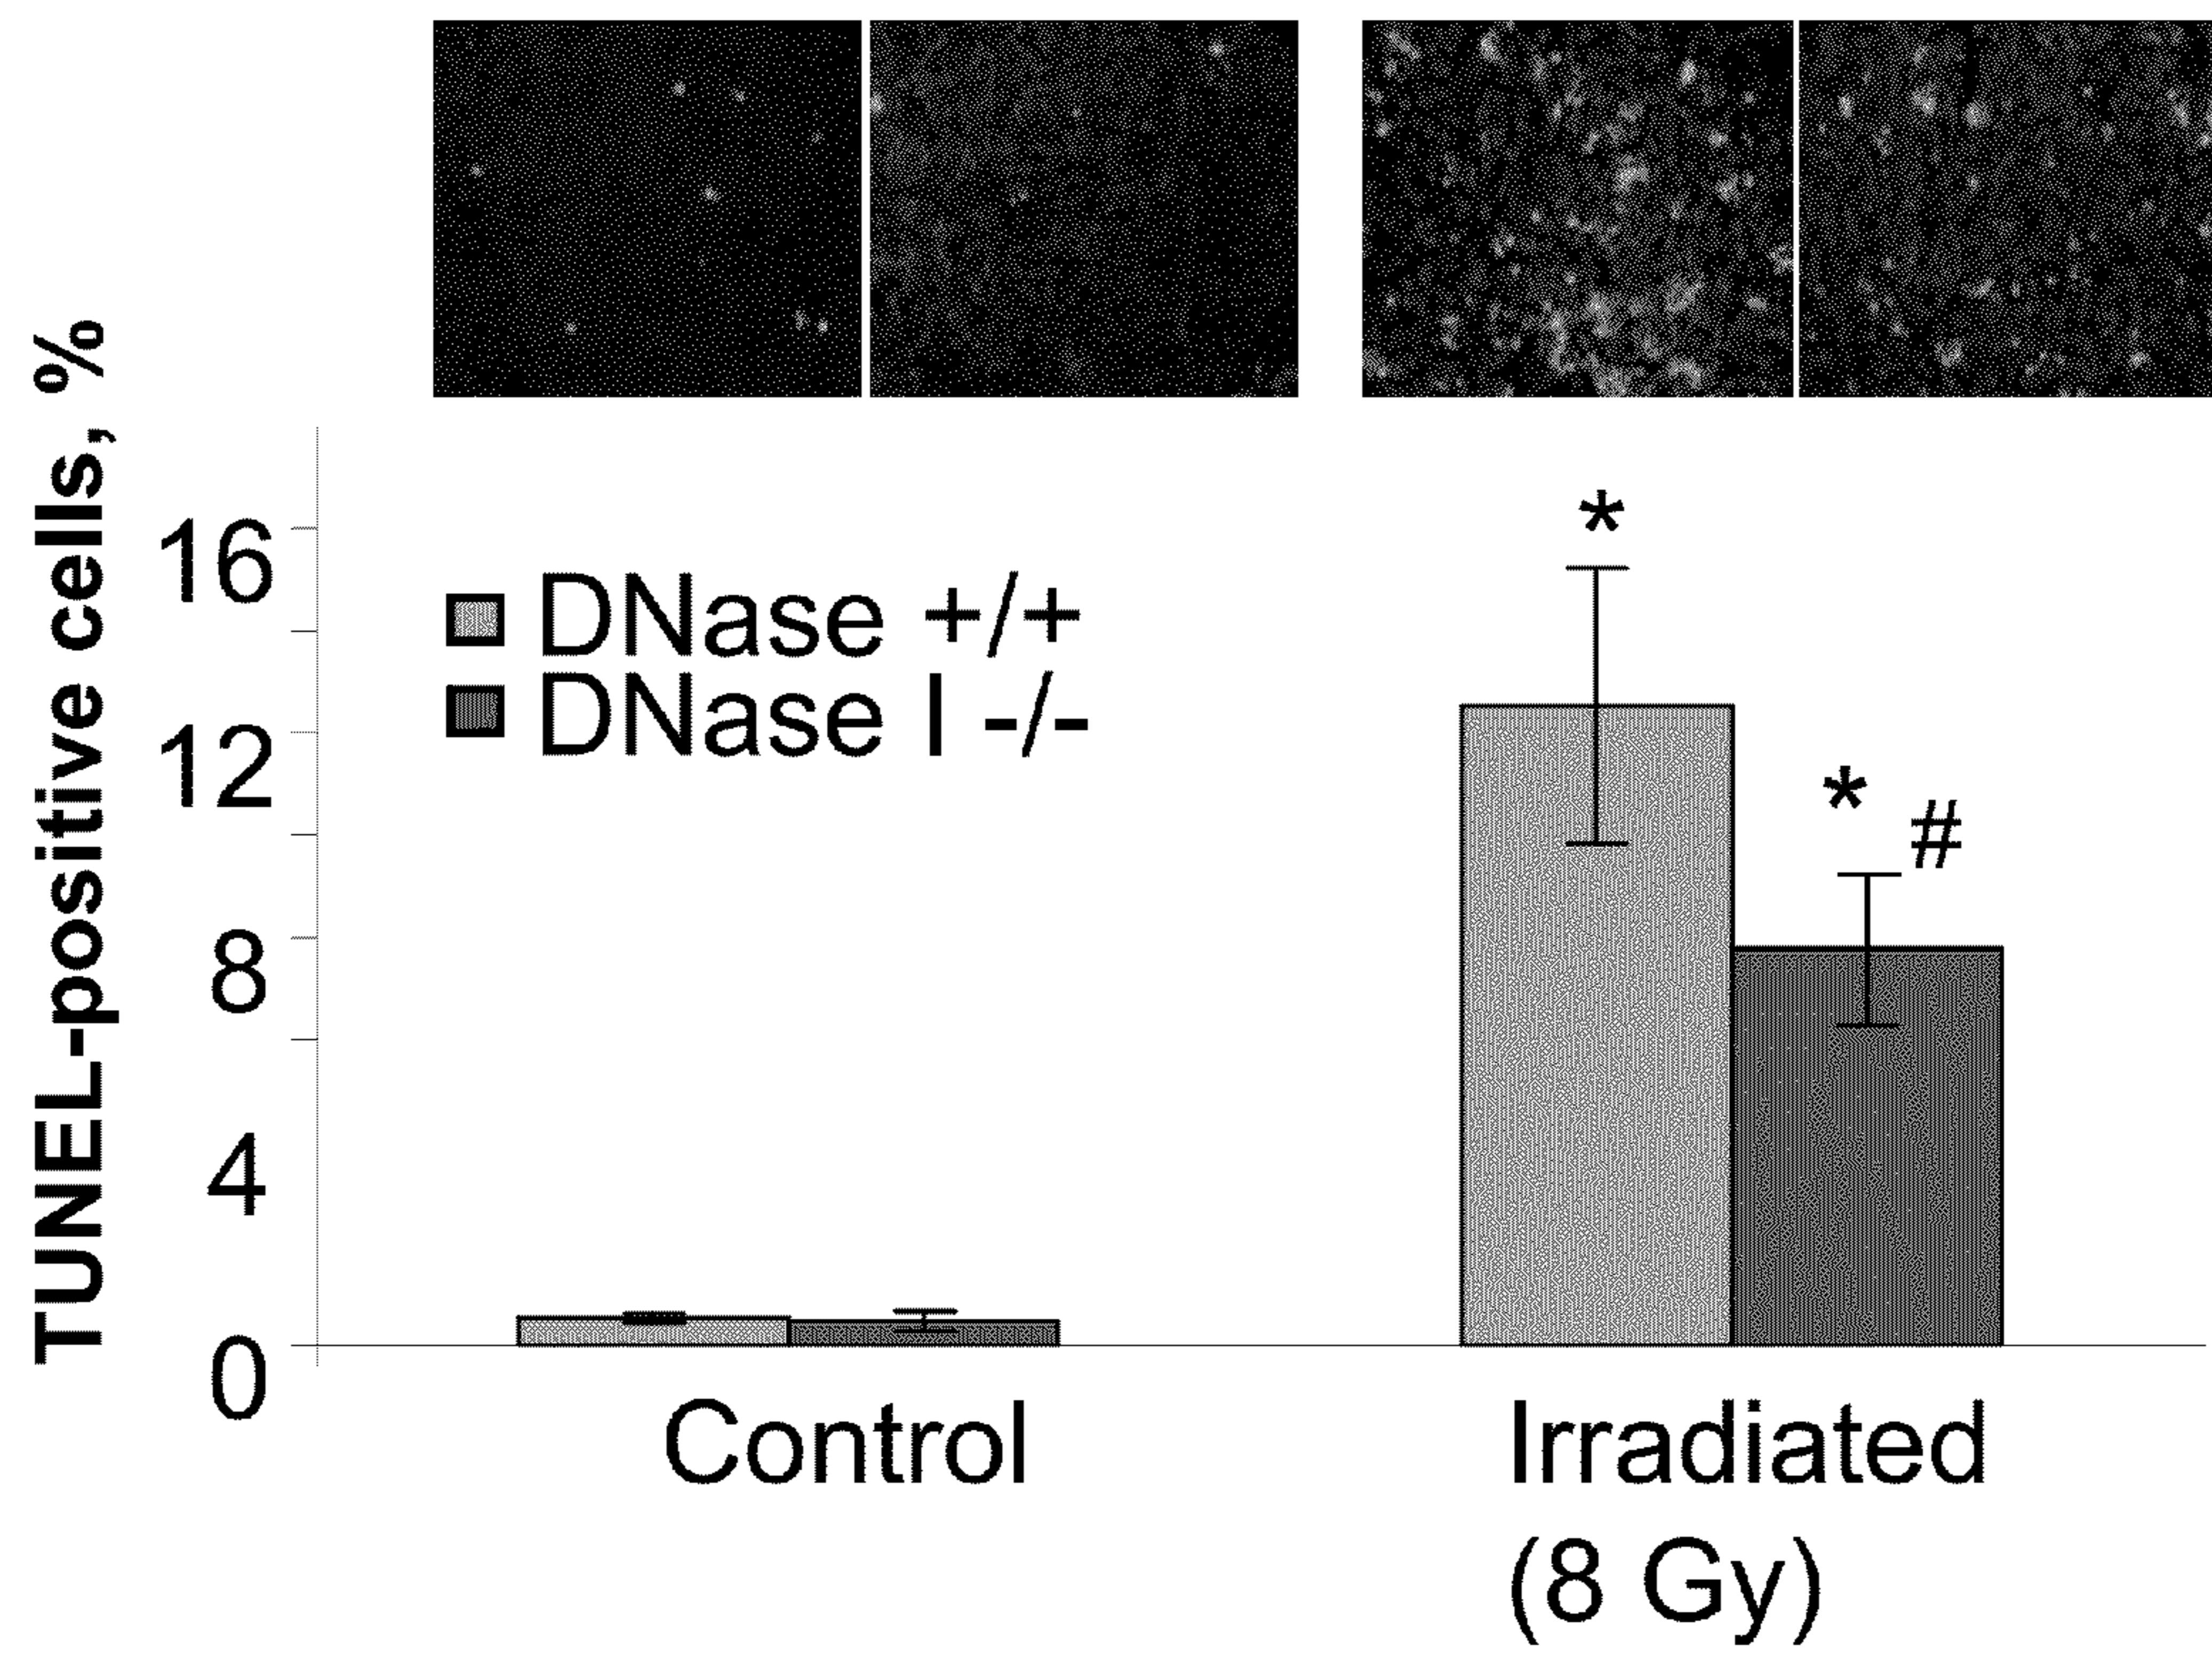 TUNEL-positive cells, %
16
12
8
4
0
DNase +/+
DNase I -/-
*
* #
Control
Irradiated
(8 Gy)